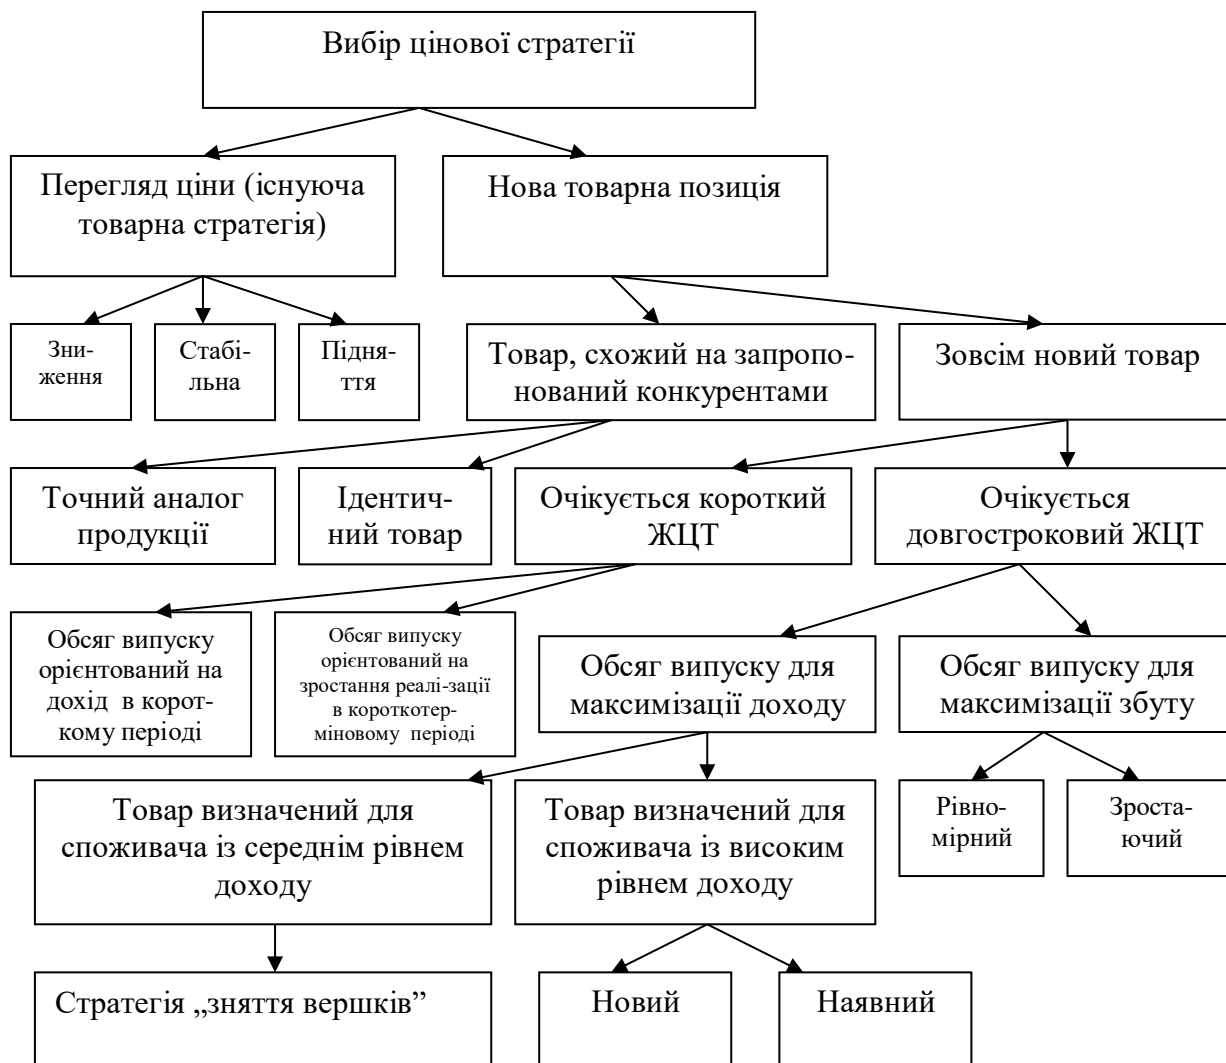 Вибір цінової стратегії
Перегляд ціни (існуюча
товарна стратегія)
Нова товарна позиція
Зни-
ження
Стабі-
льна
Підня-
ття
Товар, схожий на запропо-
нований конкурентами
Зовсім новий товар
Точний аналог
продукції
Ідентич-
ний товар
Очікується короткий
ЖЦТ
Очікується
довгостроковий ЖЦТ
Обсяг випуску
орієнтований на
дохід в корот-
кому періоді
Обсяг випуску
орієнтований на
зростання реалі-зації
в короткотер-
міновому періоді
Обсяг випуску для
максимізації доходу
Обсяг випуску для
максимізації збуту
Товар визначений для
споживача із середнім рівнем
доходу
Товар визначений для
споживача із високим
рівнем доходу
Рівно-
мірний
Зроста-
ючий
Стратегія „зняття вершків”
Новий
Наявний